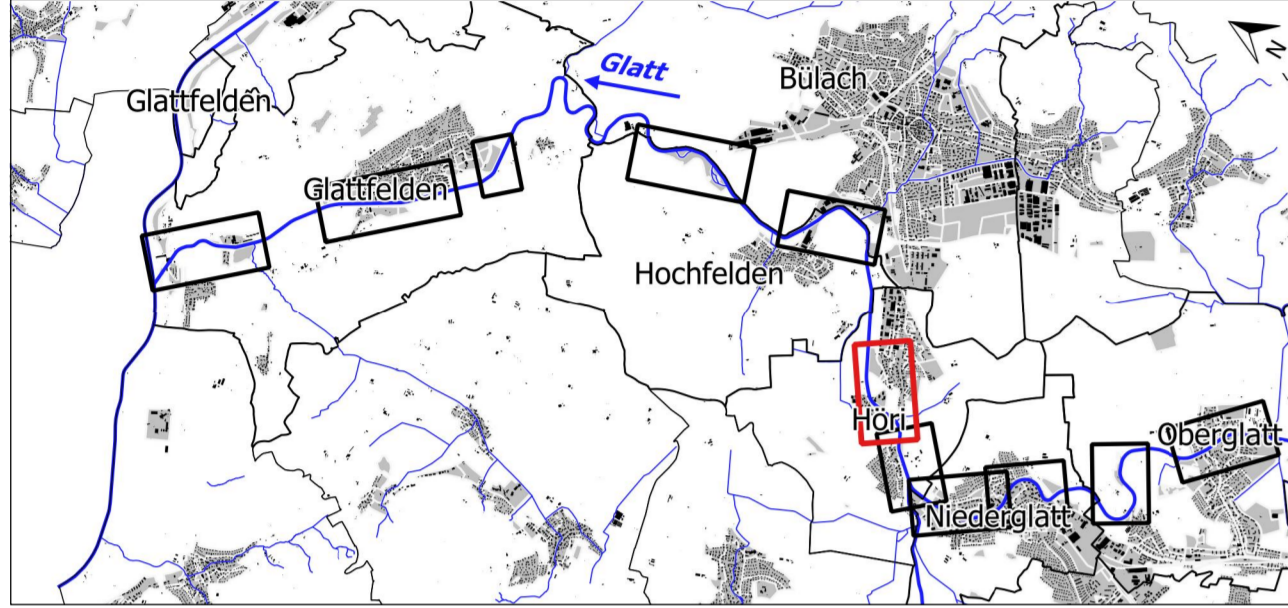 Glatt
Bülach
Glattfelden
Glattfelden
Hochfelden
Höri
Oberglatt
Niederglatt
N